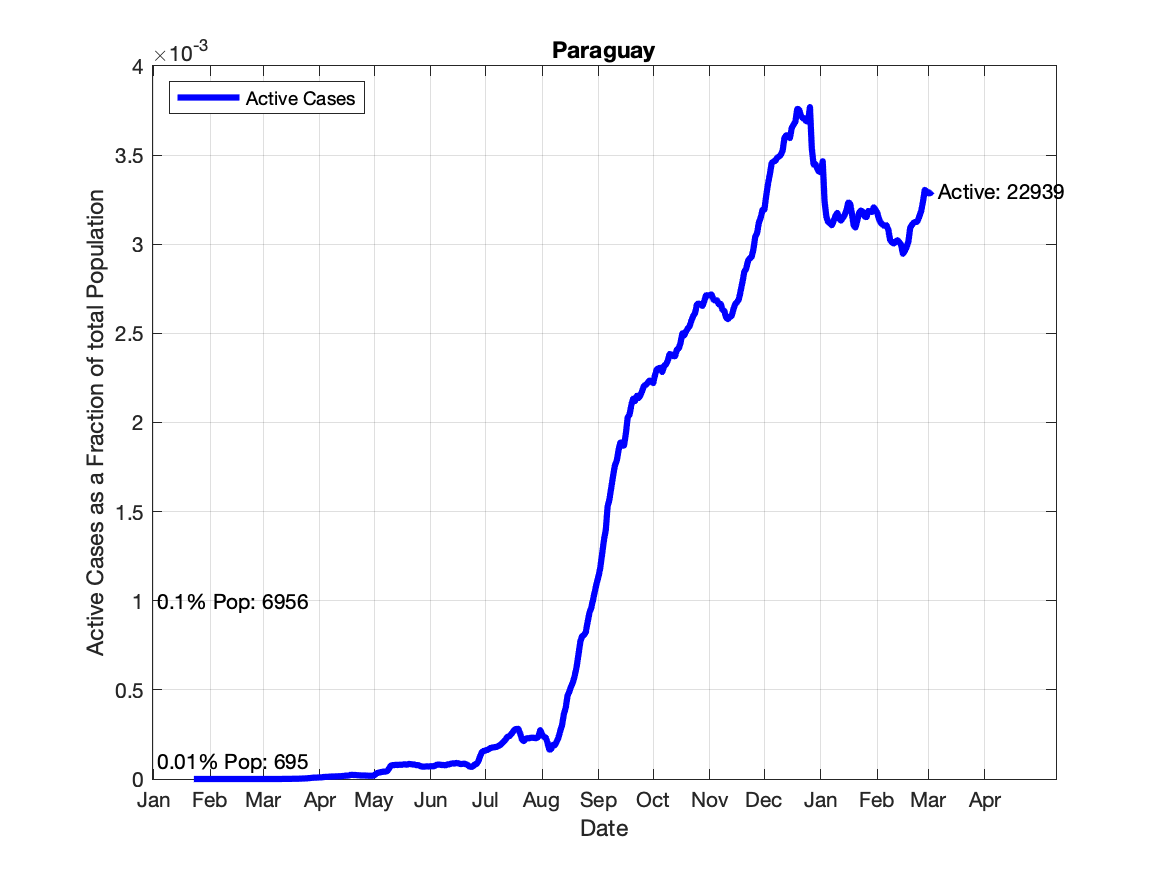 Paraguay
×10-3
4
3.5
3
2.5
2
1.5
1
0.5
0
Active Cases as a Fraction of total Population
Active Cases
Active: 22939
0.1% Pop: 6956
0.01% Pop: 695
Jan Feb Mar Apr May Jun Jul Aug Sep Oct Nov Dec Jan Feb Mar Apr
Date